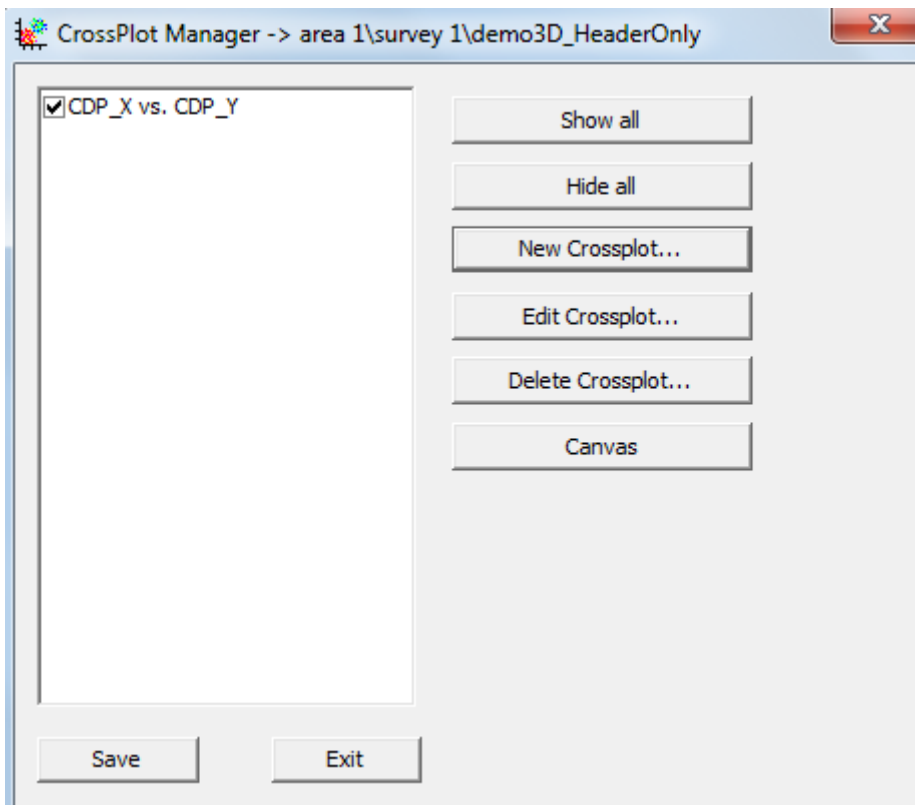 CrossPlot Manager -> area 1\survey 1\demo3D_HeaderOnly
CDP_X vs. CDP_Y
Show all
Hide all
New Crossplot...
Edit Crossplot...
Delete Crossplot...
Canvas
Save
Exit